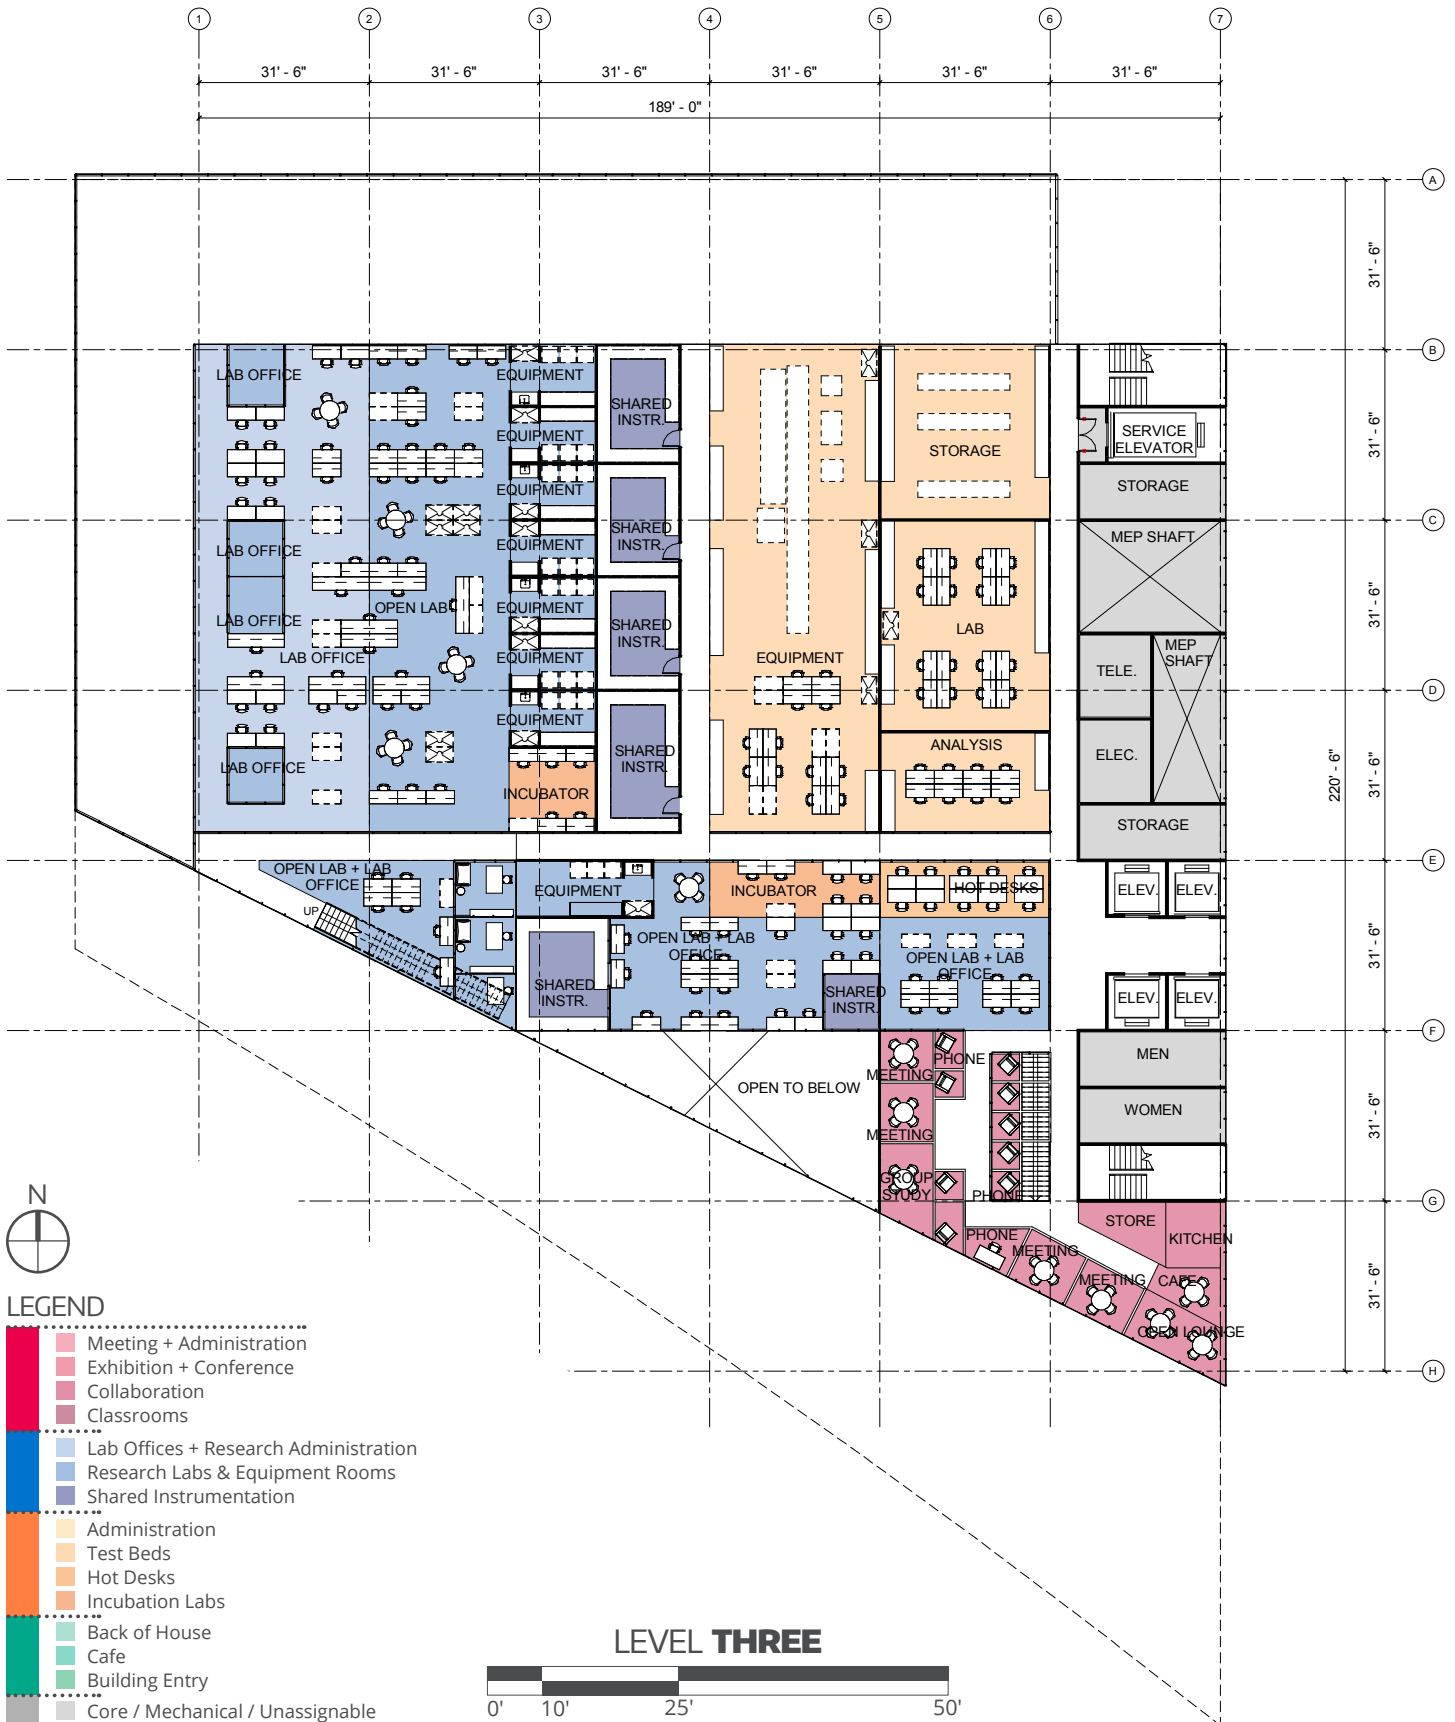 1 2 3 4 5 6 7
31' - 6" 31' - 6" 31' - 6" 31' - 6" 31' - 6" 31' - 6"
189' - 0"
A
31' - 6"
B
LAB OFFICE
EQUIPMENT
SHARED
INSTR.
EQUIPMENT
STORAGE
SERVICE
ELEVATOR
31' - 6"
EQUIPMENT
STORAGE
C
SHARED
INSTR.
MEP SHAFT
LAB OFFICE
EQUIPMENT
OPEN LAB
EQUIPMENT
31' - 6"
LAB OFFICE
SHARED
INSTR.
LAB
LAB OFFICE
EQUIPMENT
EQUIPMENT
TELE.
MEP
SHAFT
D
EQUIPMENT
SHARED
INSTR.
ANALYSIS
ELEC.
LAB OFFICE
31' - 6"
220' - 6"
INCUBATOR
STORAGE
E
OPEN LAB + LAB
OFFICE
EQUIPMENT
INCUBATOR
HOT DESKS
ELEV. ELEV.
UP
OPEN LAB + LAB
OFFICE
OPEN LAB + LAB
OFFICE
31' - 6"
SHARED
INSTR.
SHARED
INSTR.
ELEV. ELEV.
F
PHONE
MEETING
MEN
OPEN TO BELOW
WOMEN
31' - 6"
MEETING
GROUP
STUDY
PHONE
G
STORE
KITCHEN
PHONE
MEETING
MEETING
CAFE
31' - 6"
OPEN LOUNGE
H
N
LEGEND
Meeting + Administration
Exhibition + Conference
Collaboration
Classrooms
Lab Offices + Research Administration
Research Labs & Equipment Rooms
Shared Instrumentation
Administration
Test Beds
Hot Desks
Incubation Labs
Back of House
Cafe
Building Entry
Core / Mechanical / Unassignable
LEVEL THREE
0' 10' 25' 50'